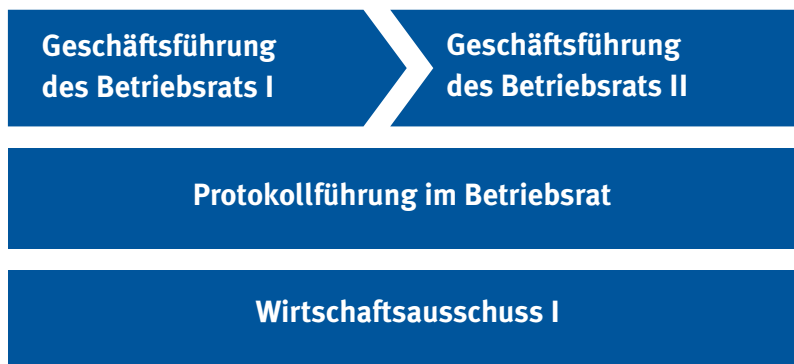 Geschäftsführung
des Betriebsrats I
Geschäftsführung
des Betriebsrats II
Protokollführung im Betriebsrat
Wirtschaftsausschuss I